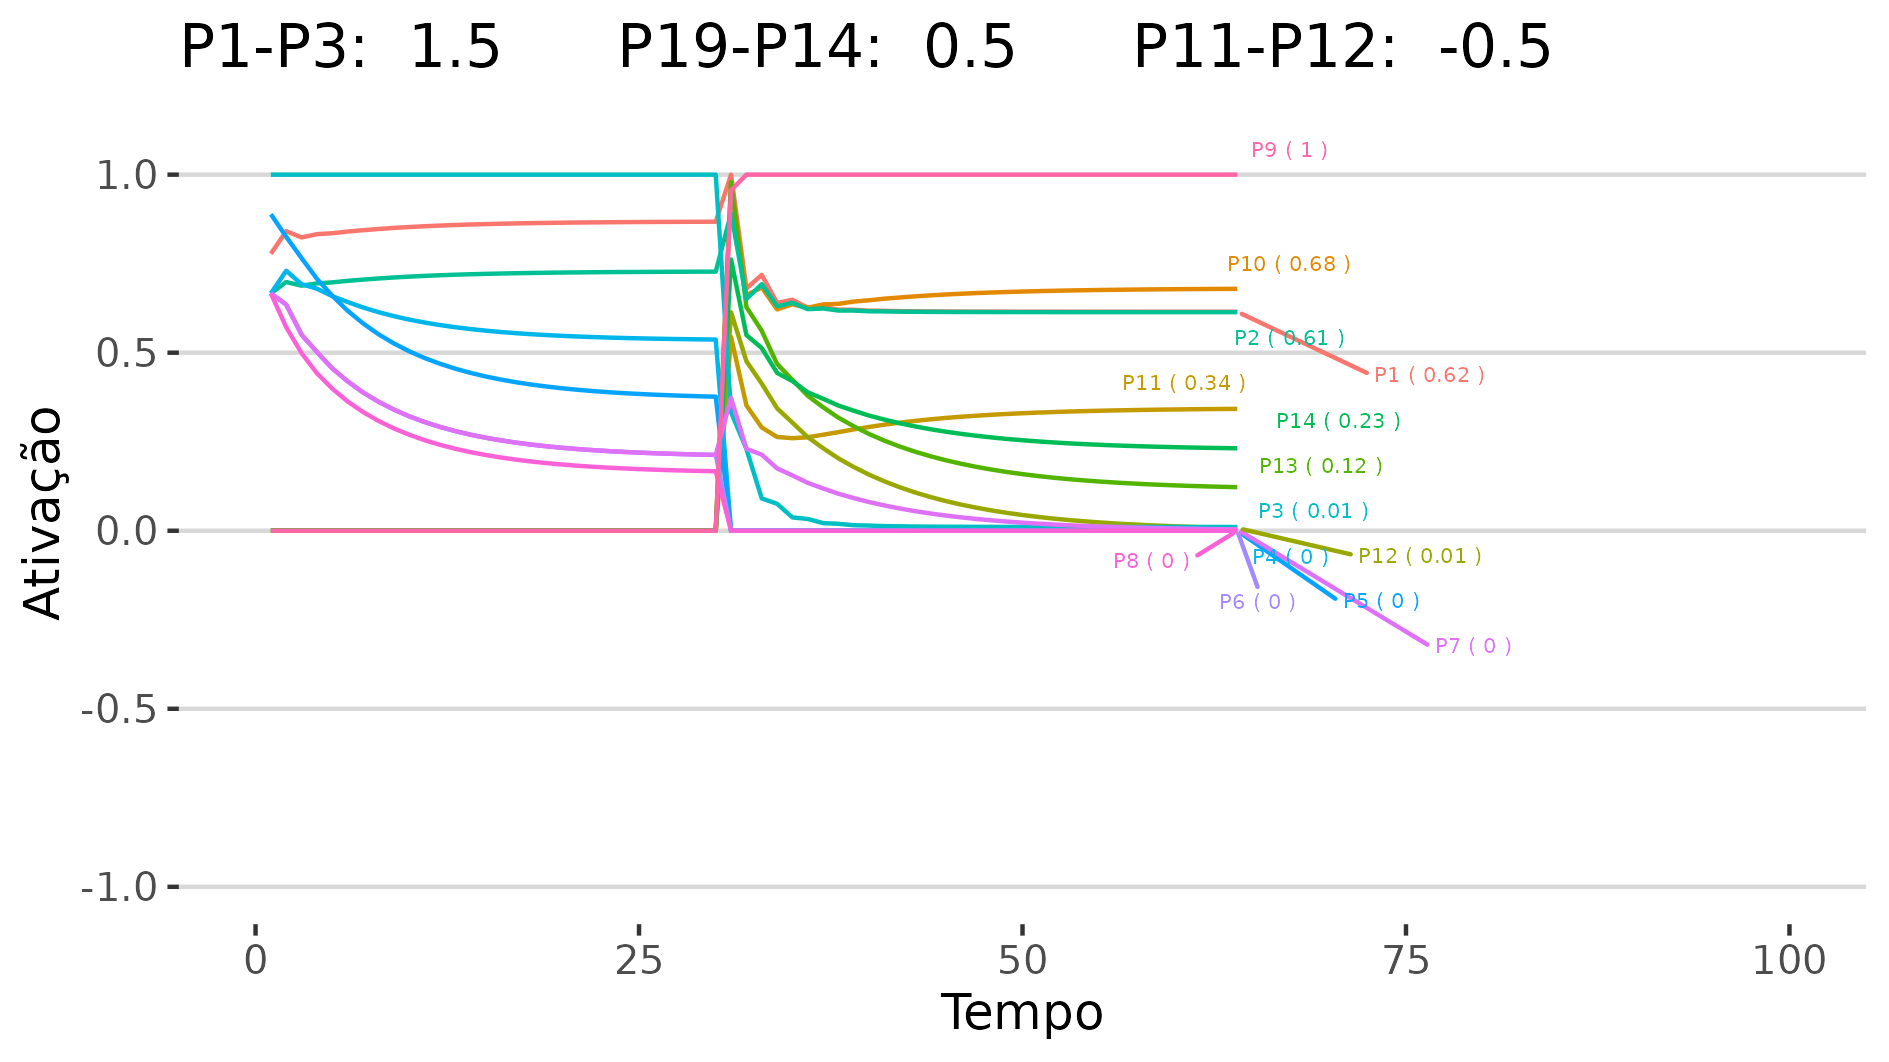 P1-P3: 1.5 P19-P14: 0.5 P11-P12: -0.5
P9 ( 1 )
1.0
P10 ( 0.68 )
P2 ( 0.61 )
0.5
P1 ( 0.62 )
P11 ( 0.34 )
P14 ( 0.23 )
P13 ( 0.12 )
P3 ( 0.01 )
0.0
P8 ( 0 )
P4 ( 0 )
P12 ( 0.01 )
P6 ( 0 )
P5 ( 0 )
P7 ( 0 )
-0.5
-1.0
Ativação
0 25 50 75 100
Tempo